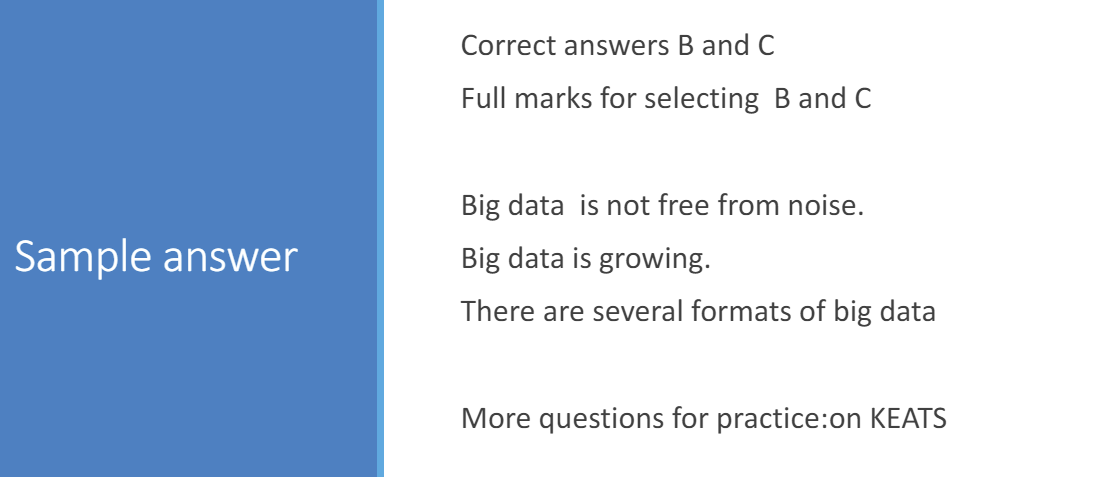 Sample answer
Correct answers B and C
Full marks for selecting  B and C
Big data  is not free from noise.
Big data is growing.
There are several formats of big data
More questions for practice:on KEATS